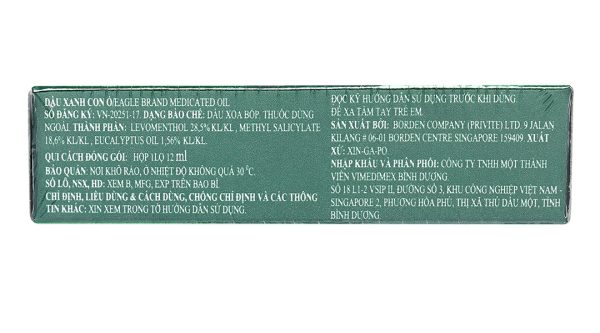 DẦU XANH CON Ó/EAGLE BRAND MEDICATED OIL
SỐ ĐĂNG KÝ: VN-20251-17. DẠNG BÀO CHẾ: DẦU XOA BÓP. THUỐC DÙNG
NGOÀI. THÀNH PHẦN: LEVOMENTHOL 28,5% KL/KL , METHYL SALICYLATE
18,6% KL/KL , EUCALYPTUS OIL 1,56% KL/KL.
QUI CÁCH ĐÓNG GÓI: HỘP 1LỌ 12 ml
BẢO QUẢN: NƠI KHÔ RÁO, Ở NHIỆT ĐỘ KHÔNG QUÁ 30 °C.
SỐ LÔ, NSX, HD: XEM B, MFG, EXP TRÊN BAO BÌ
CHỈ ĐỊNH, LIỀU DÙNG & CÁCH DÙNG, CHỐNG CHỈ ĐỊNH VÀ CÁC THÔNG
TIN KHÁC: XIN XEM TRONG TỜ HƯỚNG DẪN SỬ DỤNG.
ĐỌC KỸ HƯỚNG DẪN SỬ DỤNG TRƯỚC KHI DÙNG.
ĐỂ XA TẦM TAY TRẺ EM.
SẢN XUẤT BỞI: BORDEN COMPANY (PRIVITE) LTD. 9 JALAN
KILANG # 06-01 BORDEN CENTRE SINGAPORE 159409. XUẤT
XỨ: XIN-GA-PO
NHẬP KHẨU VÀ PHÂN PHỐI: CÔNG TY TNHH MỘT THÀNH
VIÊN VIMEDIMEX BÌNH DƯƠNG.
SỐ 18 L1-2 VSIP II, ĐƯỜNG SỐ 3, KHU CÔNG NGHIỆP VIỆT NAM -
SINGAPORE 2, PHƯỜNG HÒA PHÚ, THỊ XÃ THỦ DẦU MỘT, TỈNH
BÌNH DƯƠNG